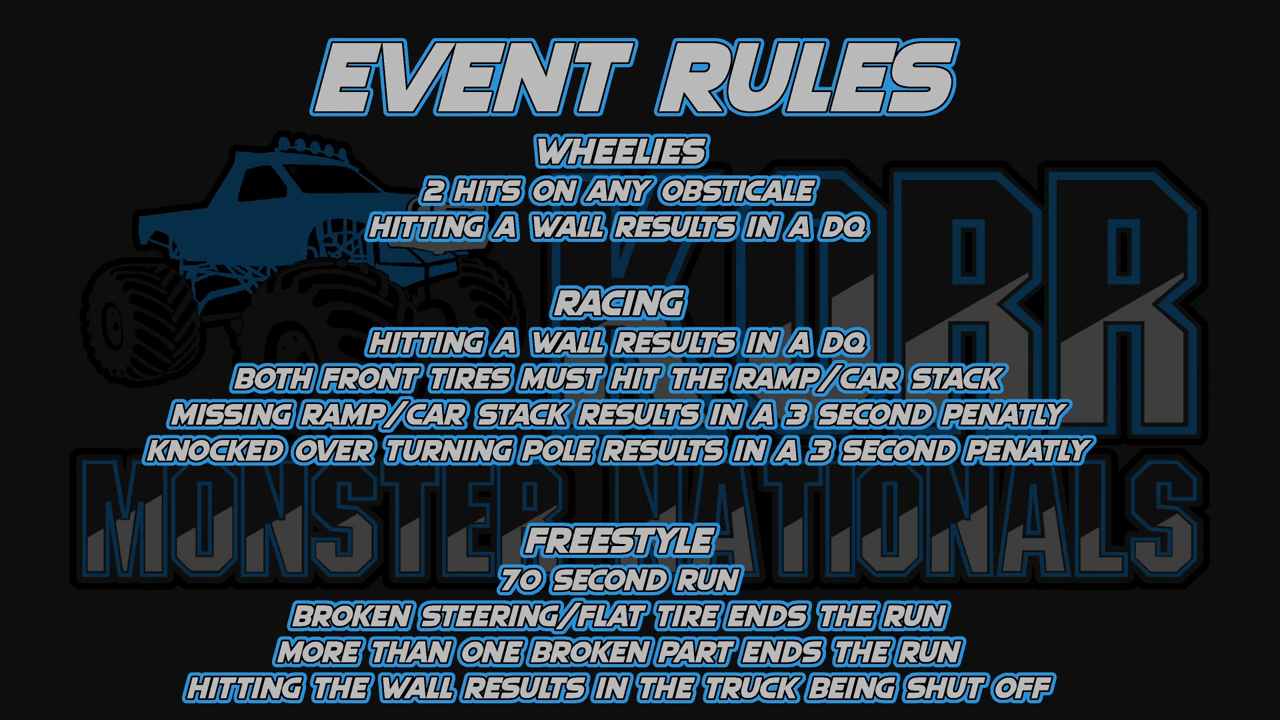 EVENT RULES
WHEELIES
2 HITS ON ANY OBSTICALE
HITTING A WALL RESULTS IN A DQ
RACING
HITTING A WALL RESULTS IN A DQ
BOTH FRONT TIRES MUST HIT THE RAMP/CAR STACK
MISSING RAMP/CAR STACK RESULTS IN A 3 SECOND PENATLY
KNOCKED OVER TURNING POLE RESULTS IN A 3 SECOND PENATLY
FREESTYLE
70 SECOND RUN
BROKEN STEERING/FLAT TIRE ENDS THE RUN
MORE THAN ONE BROKEN PART ENDS THE RUN
HITTING THE WALL RESULTS IN THE TRUCK BEING SHUT OFF
MONSTER NATIONALS